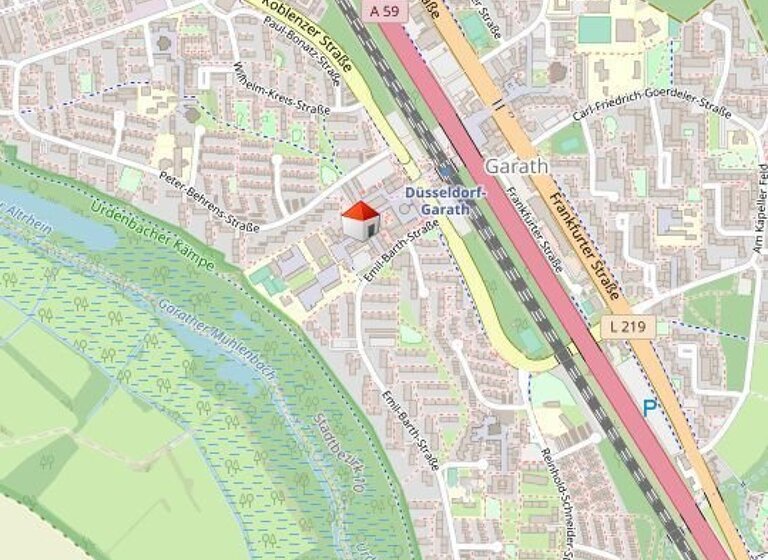 A 59
Koblenzer Straße
Paul-Bonatz-Straße
Wilhelm-Kreis-Straße
Carl-Friedrich-Goerdeler-Straße
Garath
Peter-Behrens-Straße
Düsseldorf-
Garath
Frankfurter Straße
Frankfurter Straße
Am Kapeller Feld
Urdenbacher Kämpe
Altrhein
Emil-Barth-Straße
Garather Mühlenbach
L 219
P
Emil-Barth-Straße
Stadtbezirk 10
Reinhold-Schneider-S